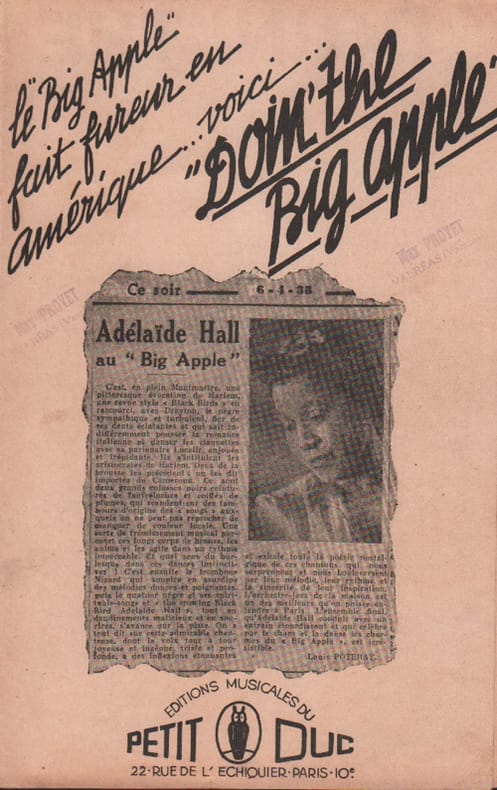 le "Big Apple"
fait fureur en
amérique...voici...
"Doin' the
Big apple"
Max PROYET
VALREAS (V
Max PROYET
Ce soir
6-4-38
Adélaïde Hall
au "Big Apple"
C'est, en plein Montmartre, une
pittoresque évocation de Harlem,
une revue style « Black Birds » en
raccourci, avec Drayton, le nègre
sympathique et turbulent, fier de
ses dents éclatantes et qui sait in-
différemment pousser la romance
italienne et danser les claquettes
avec sa partenaire Lucille, enjouée
et trépidante. Ils s'intitulent les
aristocrates de Harlem. Deux de la
brousse les précèdent : on les dit
importés du Cameroun. Ce sont
deux grands colosses noirs ceintu-
rés de fanfreluches et coiffés de
plumes, qui scandent sur des tam-
bours d'origine des « songs » aux-
quels on ne peut pas reprocher de
manquer de couleur locale. Une
sorte de frémissement musical par-
court ces longs corps de bronze, les
anime et les agite dans un rythme
innovable. Et quel sens du bur-
lesque dans ces danses instincti-
ves ! C'est ensuite le trombone
Nizard qui soupire en sourdine
des mélodies douces et poignantes,
puis le quatuor nègre et ses spiri-
tuals-songs et « the crowing Black
Bird Adelaïde Hall », tout en
dandinements malicieux et en sou-
rires, s'avance sur la piste. On a
tout dit sur cette admirable chan-
teuse, dont la voix tour à tour
joyeuse et ingénue, triste et pro-
fonde, a des inflexions étonnantes
et exhale toute la poésie nostal-
gique de ces chansons qui nous
surprennent et nous bouleversent
par leur mélodie, leur rythme et
la sincérité de leur inspiration.
L'orchestre-jazz de la maison est
un des meilleurs qu'on puisse en-
tendre à Paris. L'ensemble final
qu'Adélaïde Hall conduit avec un
entrain étourdissant et qui célèbre
par le chant et la danse les char-
mes du « Big Apple », est irré-
sistible.
Louis POTERAT.
EDITIONS MUSICALES DU
PETIT DUC
22·RUE DE L'ECHIQUIER·PARIS·10e